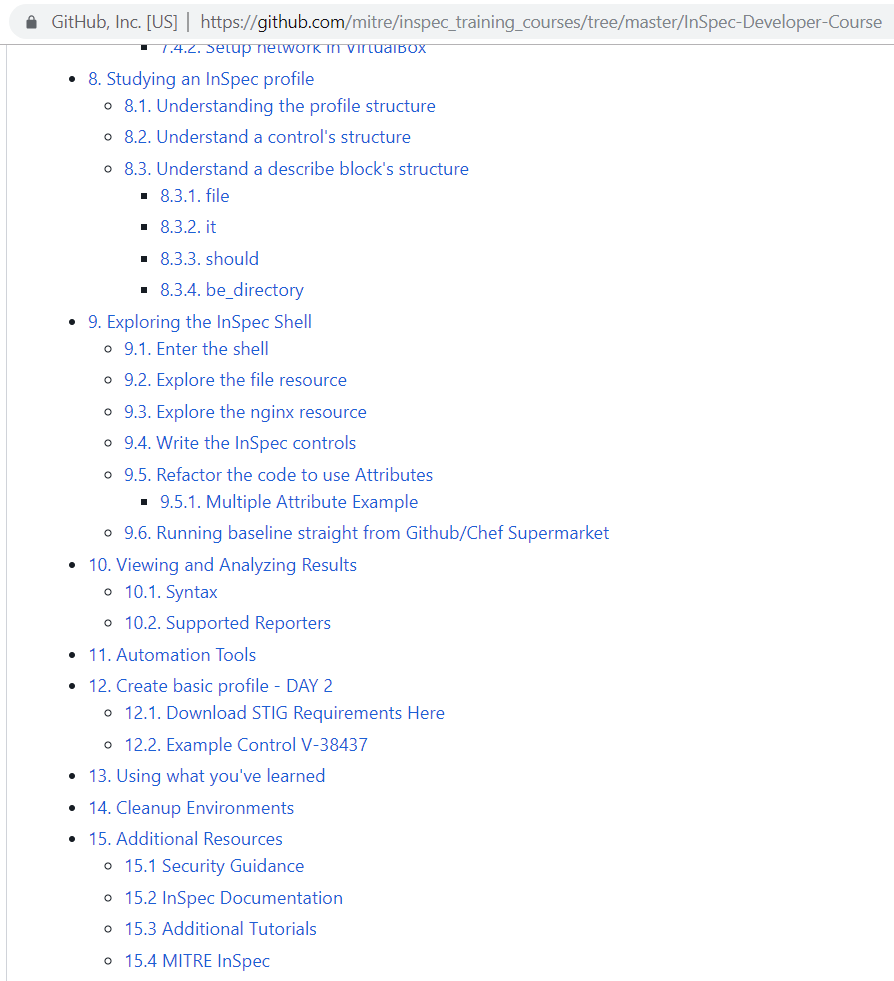 GitHub, Inc. [US] | https://github.com/mitre/inspec_training_courses/tree/master/InSpec-Developer-Course
7.4.2. Setup network in VirtualBox
8. Studying an InSpec profile
8.1. Understanding the profile structure
8.2. Understand a control's structure
8.3. Understand a describe block's structure
8.3.1. file
8.3.2. it
8.3.3. should
8.3.4. be_directory
9. Exploring the InSpec Shell
9.1. Enter the shell
9.2. Explore the file resource
9.3. Explore the nginx resource
9.4. Write the InSpec controls
9.5. Refactor the code to use Attributes
9.5.1. Multiple Attribute Example
9.6. Running baseline straight from Github/Chef Supermarket
10. Viewing and Analyzing Results
10.1. Syntax
10.2. Supported Reporters
11. Automation Tools
12. Create basic profile - DAY 2
12.1. Download STIG Requirements Here
12.2. Example Control V-38437
13. Using what you've learned
14. Cleanup Environments
15. Additional Resources
15.1 Security Guidance
15.2 InSpec Documentation
15.3 Additional Tutorials
15.4 MITRE InSpec